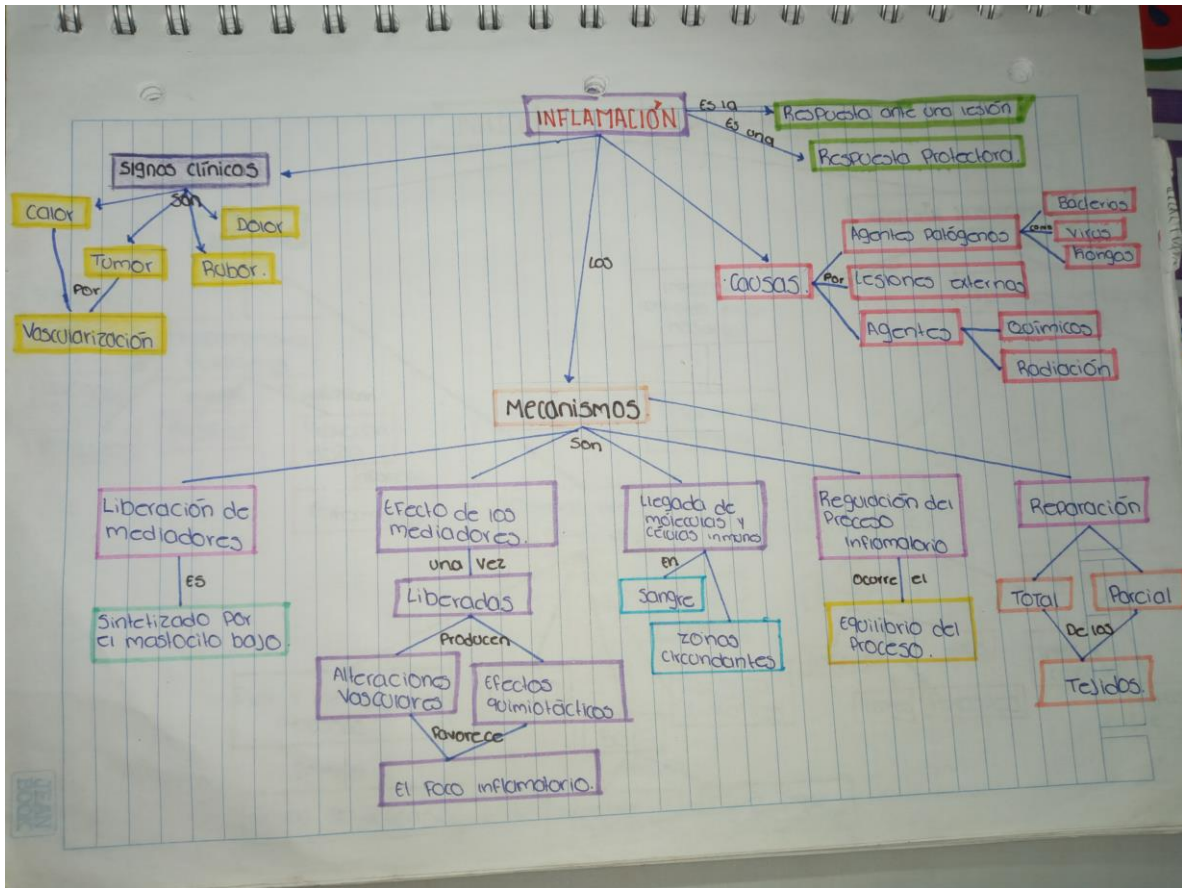 INFLAMACIÓN
Es la
Respuesta ante una lesión
Es una
Respuesta Protectora.
Signos clínicos
son
Calor
Dolor
Tumor
Rubor.
Por
Vascularización
Los
Causas.
Por
Agentes Patógenos
como
Bacterias
Virus
Hongos
Lesiones externas
Agentes
Químicos
Radiación
Mecanismos
Son
Liberación de
mediadores
ES
Sintetizado por
el mastocito bajo.
Efecto de los
mediadores.
una vez
Liberadas
Producen
Alteraciones
Vasculares
Efectos
quimiotácticos
Favorece
El Foco inflamatorio.
Llegada de
móleculas y
células inmuno
en
Sangre
zonas
circundantes
Regulación del
Proceso
inflamatorio
ocurre el
Equilibrio del
Proceso.
Reparación
Total
Parcial
De los
Tejidos.